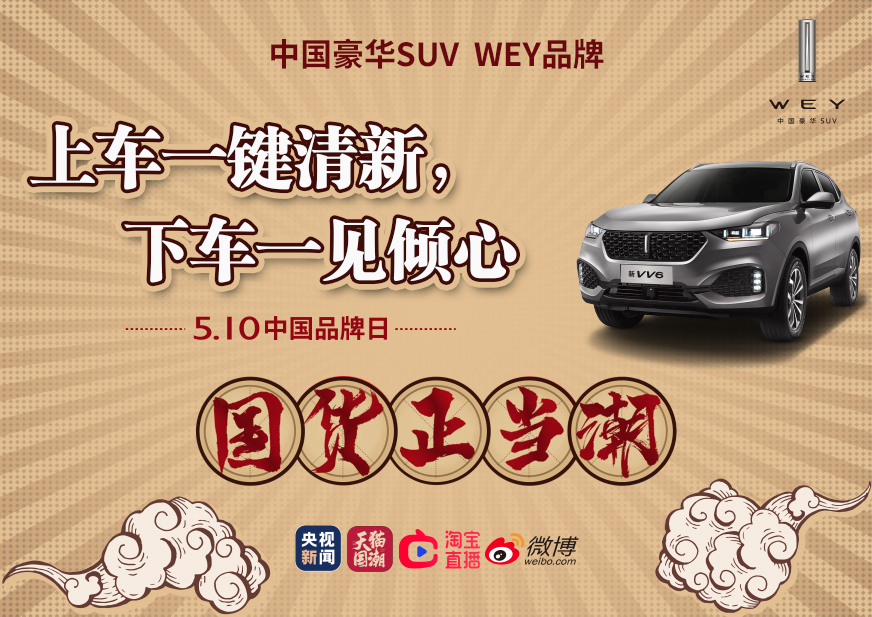 中国豪华SUV WEY品牌
WEY
中国豪华SUV
上车一键清新，
下车一见倾心
新VV6
5.10中国品牌日
国货正当潮
央视新闻
天猫国潮
淘宝直播
微博
weibo.com